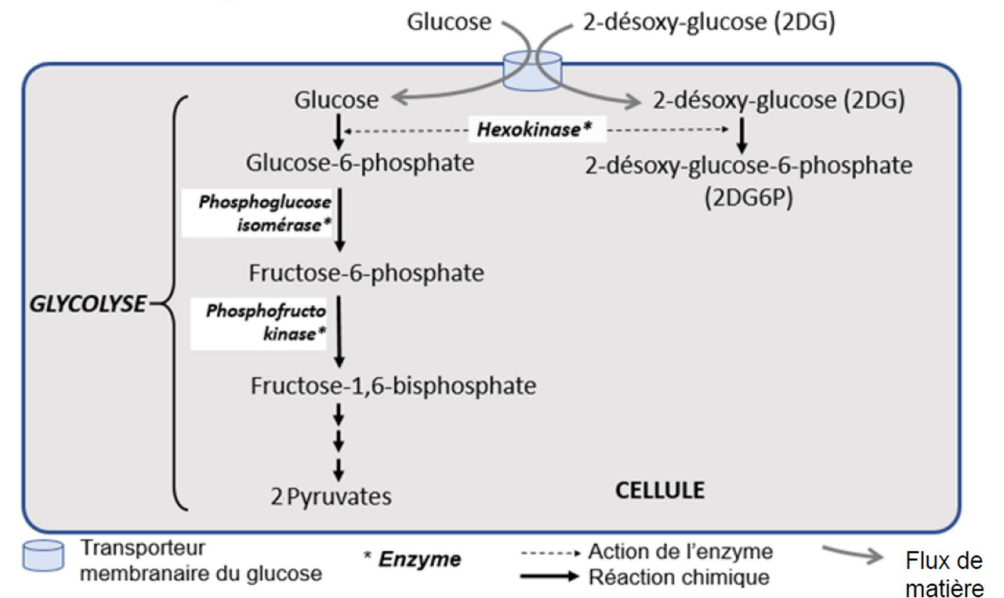 Glucose 2-désoxy-glucose (2DG)
Glucose 2-désoxy-glucose (2DG)
Hexokinase*
Glucose-6-phosphate 2-désoxy-glucose-6-phosphate
(2DG6P)
Phosphoglucose
isomérase*
Fructose-6-phosphate
GLYCOLYSE
Phosphofructo
kinase*
Fructose-1,6-bisphosphate
2 Pyruvates
CELLULE
Transporteur
membranaire du glucose
* Enzyme
Action de l'enzyme
Réaction chimique
Flux de
matière